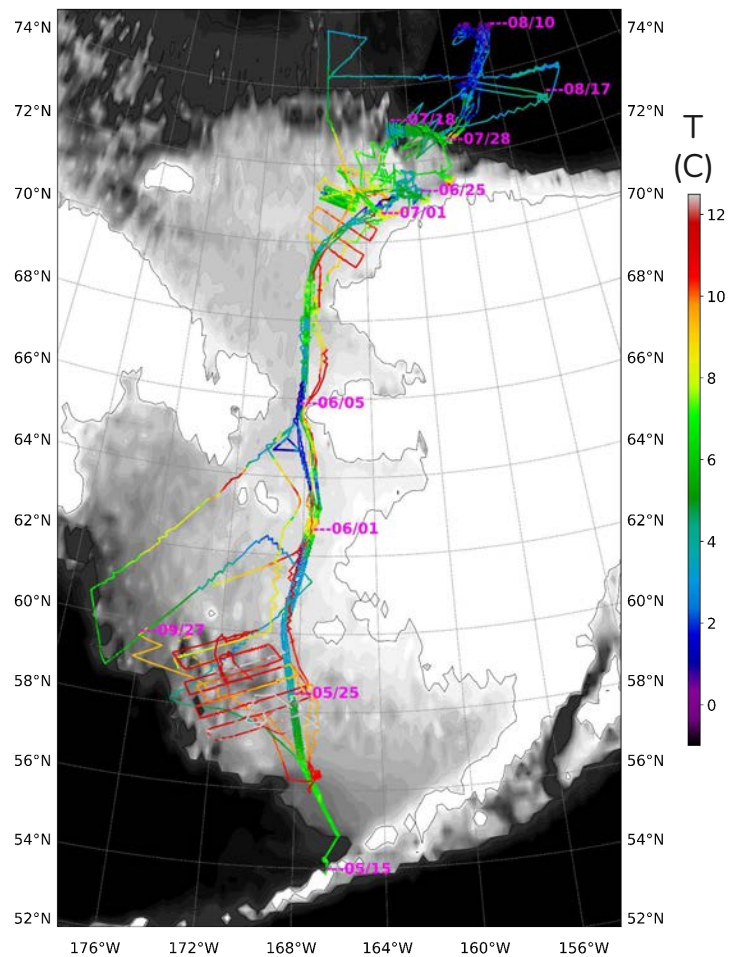 74°N
72°N
70°N
68°N
66°N
64°N
62°N
60°N
58°N
56°N
54°N
52°N
---08/10
---08/17
---07/18
---07/28
---06/25
---07/01
---06/05
---06/01
---09/27
---05/25
---05/15
74°N
72°N
70°N
68°N
66°N
64°N
62°N
60°N
58°N
56°N
54°N
52°N
176°W 172°W 168°W 164°W 160°W 156°W
T
(C)
12
10
8
6
4
2
0